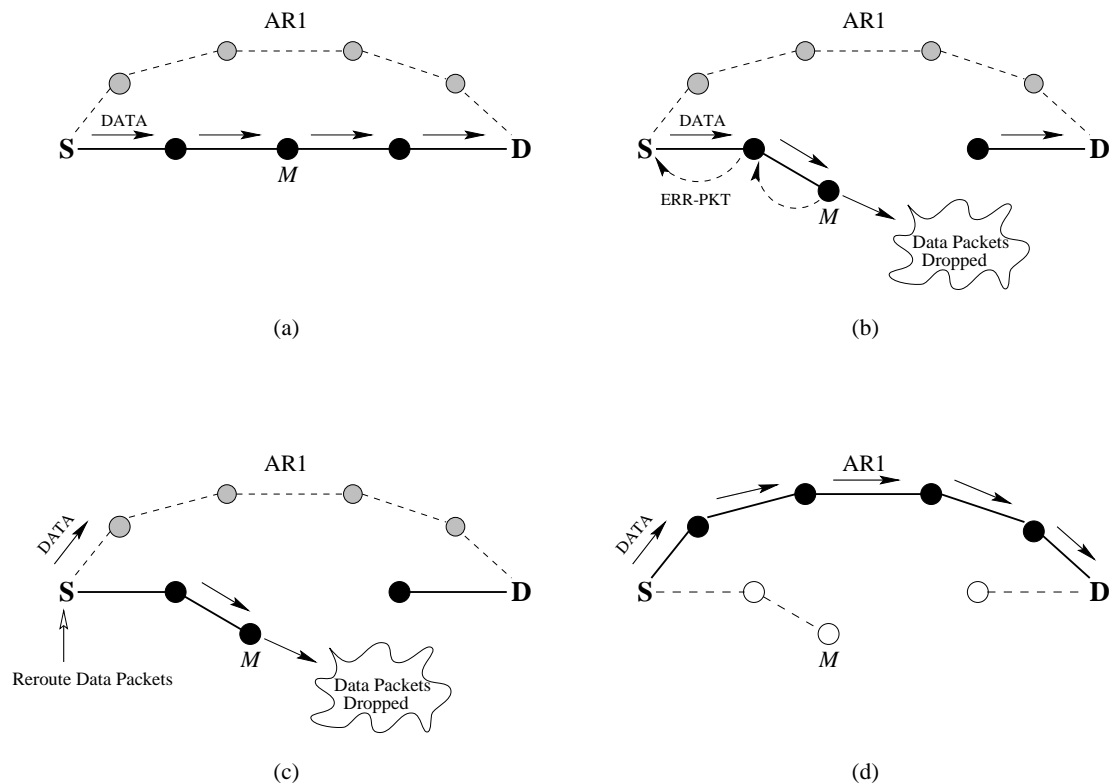 AR1
DATA
S
D
M
(a)
AR1
DATA
S
D
ERR-PKT
M
Data Packets
Dropped
(b)
AR1
DATA
S
D
M
Reroute Data Packets
Data Packets
Dropped
(c)
AR1
DATA
S
D
M
(d)